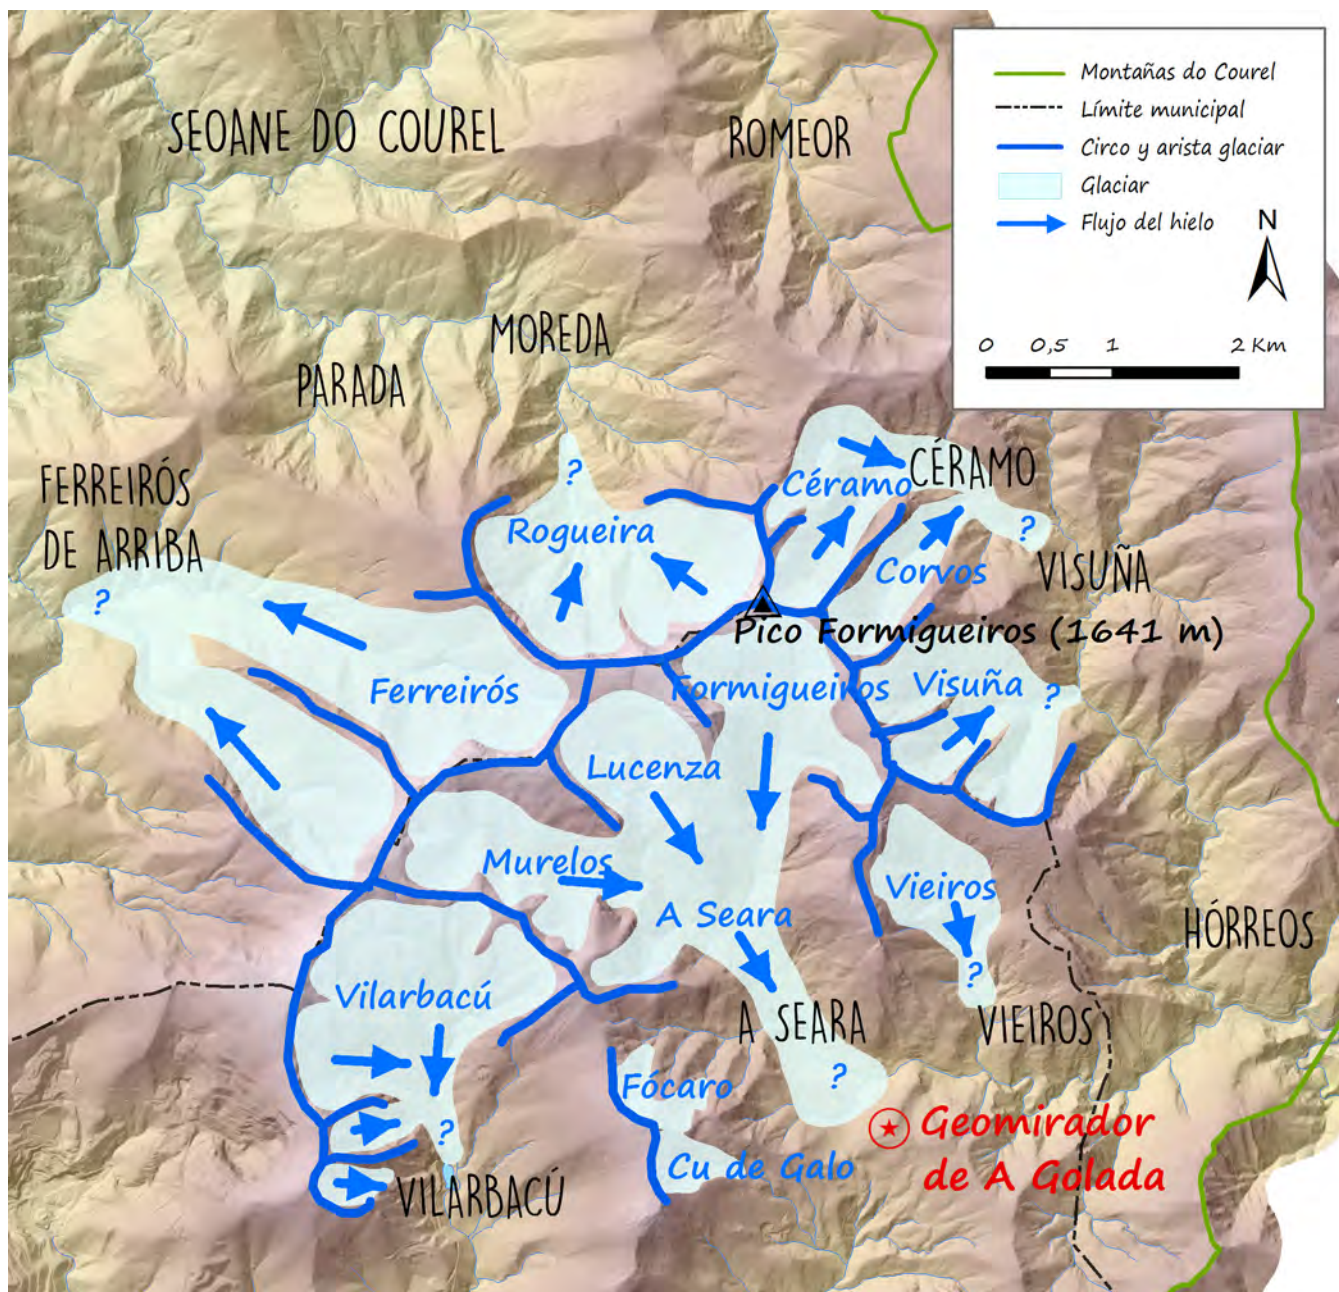 Montañas do Courel
Límite municipal
Circo y arista glaciar
Glaciar
Flujo del hielo
N
0 0,5 1 2 Km
SEOANE DO COUREL
ROMEOR
MOREDA
PARADA
FERREIRÓS
DE ARRIBA
?
?
Rogueira
Céramo
CÉRAMO
?
Corvos
VISUÑA
Pico Formigueiros (1641 m)
Ferreirós
Formigueiros
Visuña
?
Lucenza
Murelos
A Seara
Vieiros
?
HÓRREOS
Vilarbacú
A SEARA
VIEIROS
?
Fócaro
?
Geomirador
de A Golada
Cu de Galo
VILARBACÚ